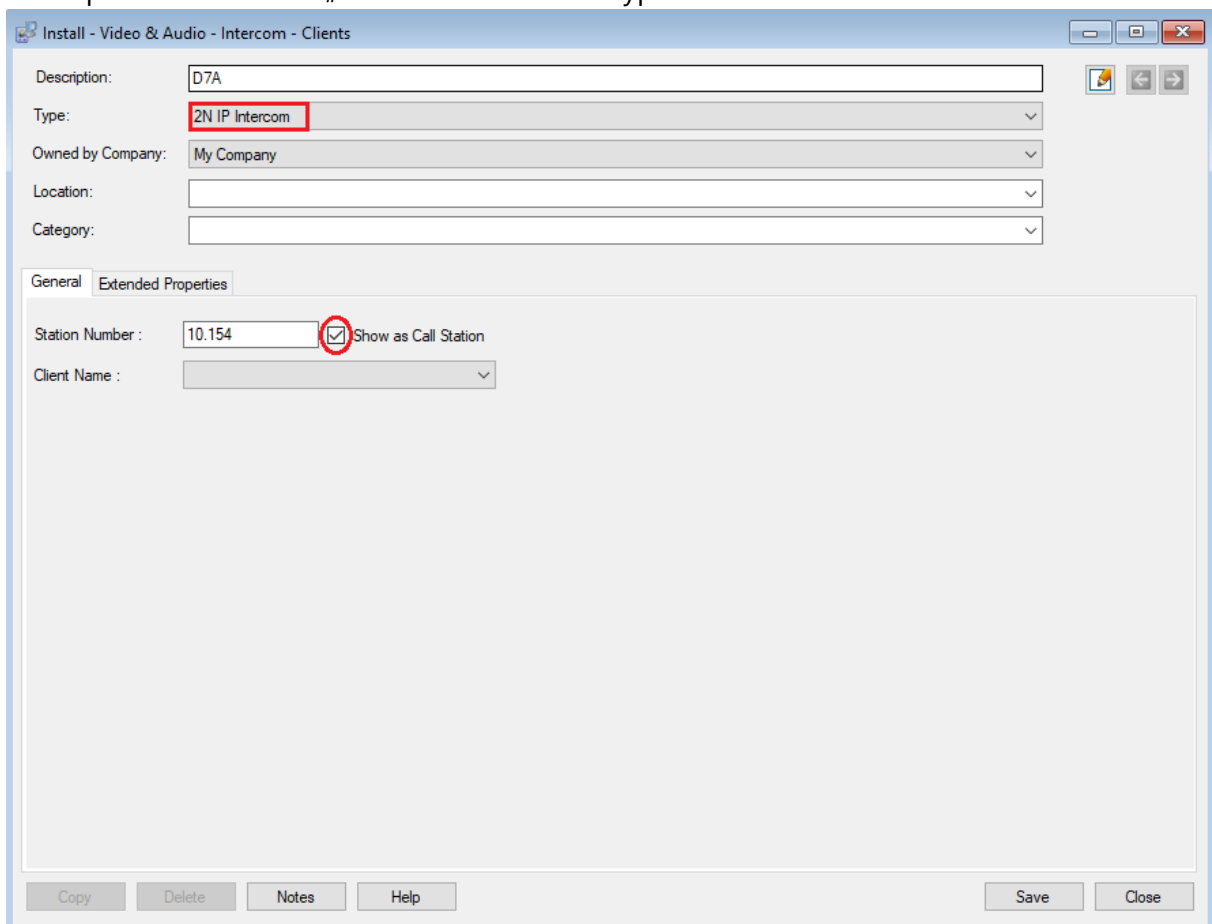 Install - Video & Audio - Intercom - Clients
Description: D7A
Type: 2N IP Intercom
Owned by Company: My Company
Location:
Category:
General Extended Properties
Station Number : 10.154 Show as Call Station
Client Name :
Copy Delete Notes Help Save Close